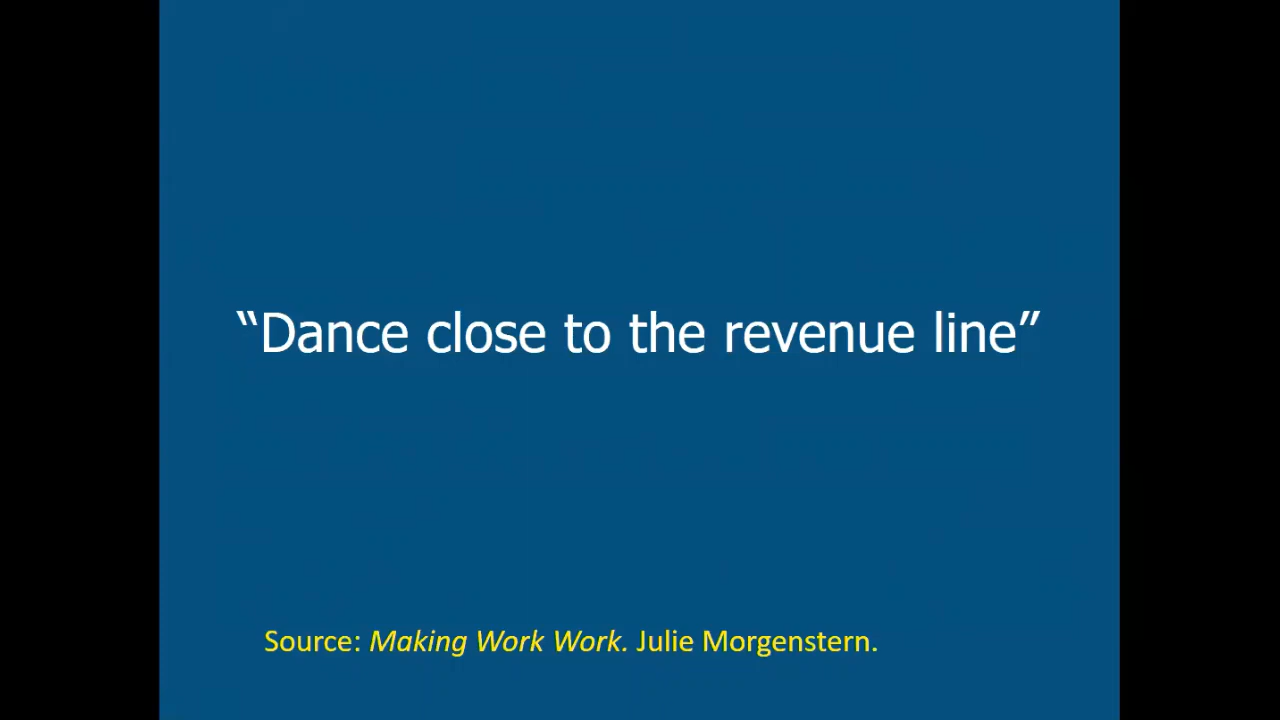 “Dance close to the revenue line”
Source: Making Work Work. Julie Morgenstern.